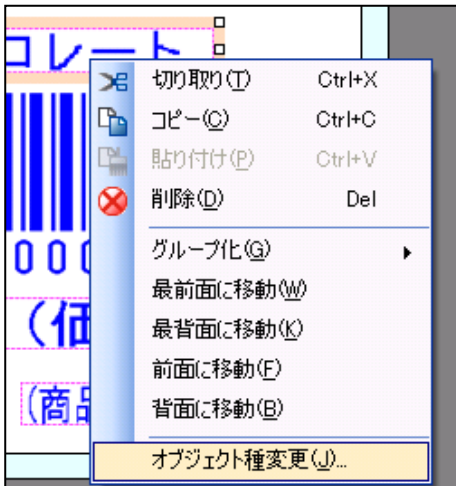 コレート
切り取り(T) Ctrl+X
コピー(C) Ctrl+C
貼り付け(P) Ctrl+V
削除(D) Del
グループ化(G)
000
最前面に移動(W)
(価
最背面に移動(K)
前面に移動(F)
(商品
背面に移動(B)
オブジェクト種変更(J)...